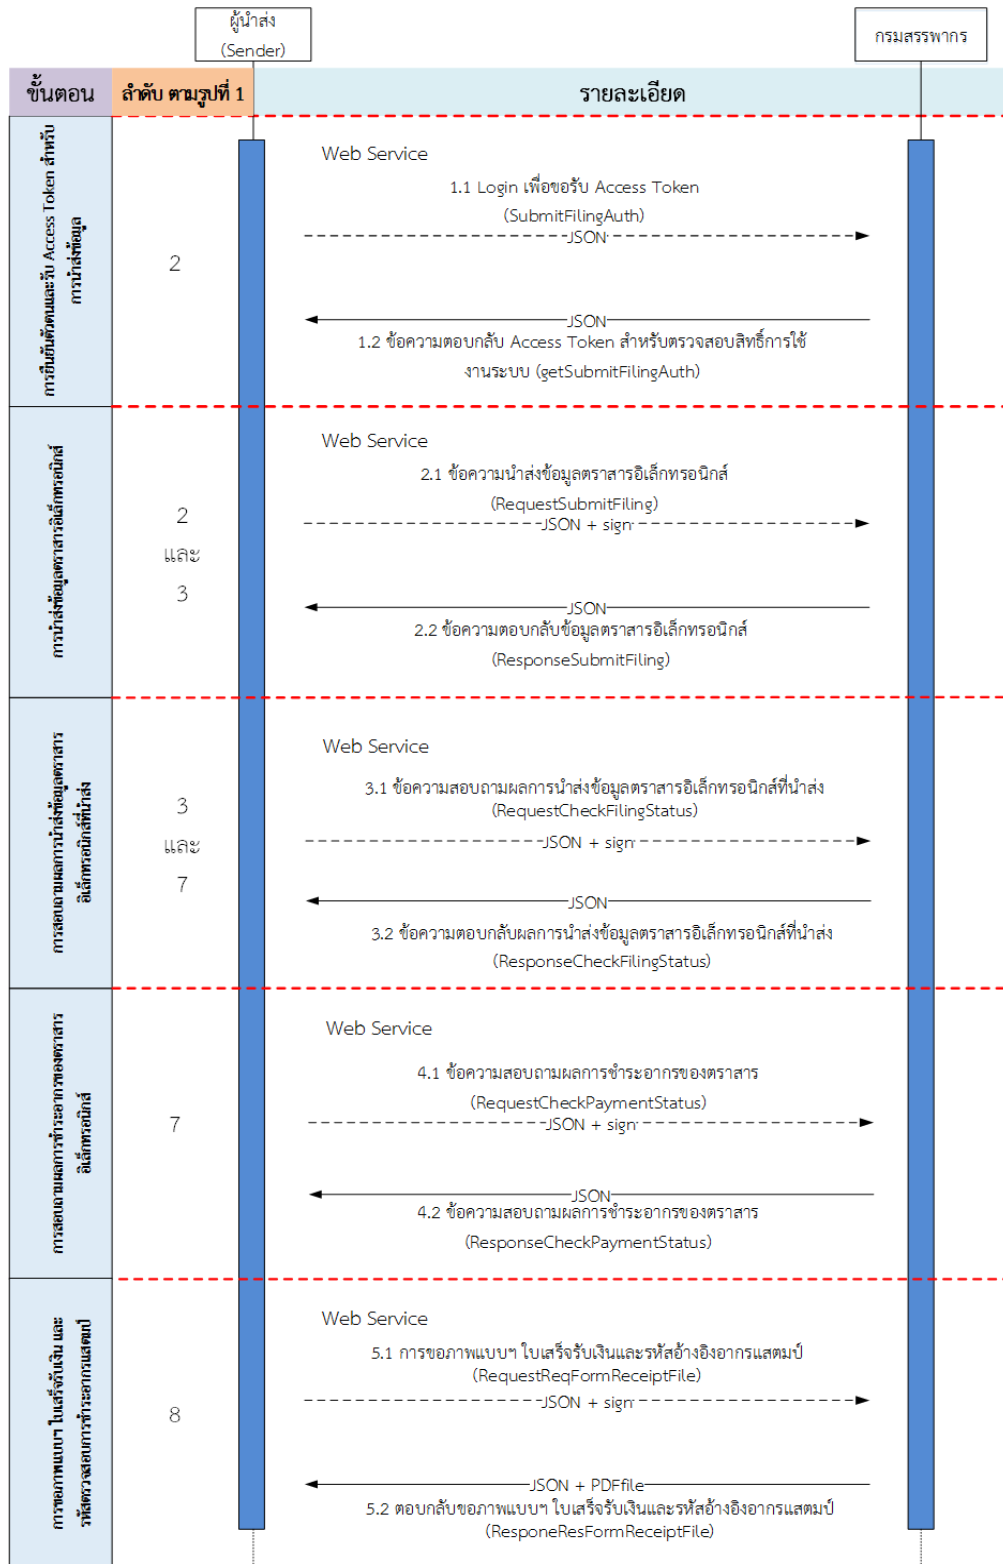 ผู้นำส่ง
(Sender)
กรมสรรพากร
ขั้นตอน
ลำดับ ตามรูปที่ 1
รายละเอียด
การยืนยันตัวตนและรับ Access Token สำหรับ
การนำส่งข้อมูล
2
Web Service
1.1 Login เพื่อขอรับ Access Token
(SubmitFilingAuth)
JSON
JSON
1.2 ข้อความตอบกลับ Access Token สำหรับตรวจสอบสิทธิ์การใช้
งานระบบ (getSubmitFilingAuth)
การนำส่งข้อมูลตราสารอิเล็กทรอนิกส์
2
และ
3
Web Service
2.1 ข้อความนำส่งข้อมูลตราสารอิเล็กทรอนิกส์
(RequestSubmitFiling)
JSON + sign
JSON
2.2 ข้อความตอบกลับข้อมูลตราสารอิเล็กทรอนิกส์
(ResponseSubmitFiling)
การสอบถามผลการนำส่งข้อมูลตราสาร
อิเล็กทรอนิกส์ที่นำส่ง
3
และ
7
Web Service
3.1 ข้อความสอบถามผลการนำส่งข้อมูลตราสารอิเล็กทรอนิกส์ที่นำส่ง
(RequestCheckFilingStatus)
JSON + sign
JSON
3.2 ข้อความตอบกลับผลการนำส่งข้อมูลตราสารอิเล็กทรอนิกส์ที่นำส่ง
(ResponseCheckFilingStatus)
การสอบถามผลการชำระอากรของตราสาร
อิเล็กทรอนิกส์
7
Web Service
4.1 ข้อความสอบถามผลการชำระอากรของตราสาร
(RequestCheckPaymentStatus)
JSON + sign
JSON
4.2 ข้อความสอบถามผลการชำระอากรของตราสาร
(ResponseCheckPaymentStatus)
การขอภาพแบบฯ ใบเสร็จรับเงิน และ
รหัสตรวจสอบการชำระอากรแสตมป์
8
Web Service
5.1 การขอภาพแบบฯ ใบเสร็จรับเงินและรหัสอ้างอิงอากรแสตมป์
(RequestReqFormReceiptFile)
JSON + sign
JSON + PDFfile
5.2 ตอบกลับขอภาพแบบฯ ใบเสร็จรับเงินและรหัสอ้างอิงอากรแสตมป์
(ResponeResFormReceiptFile)